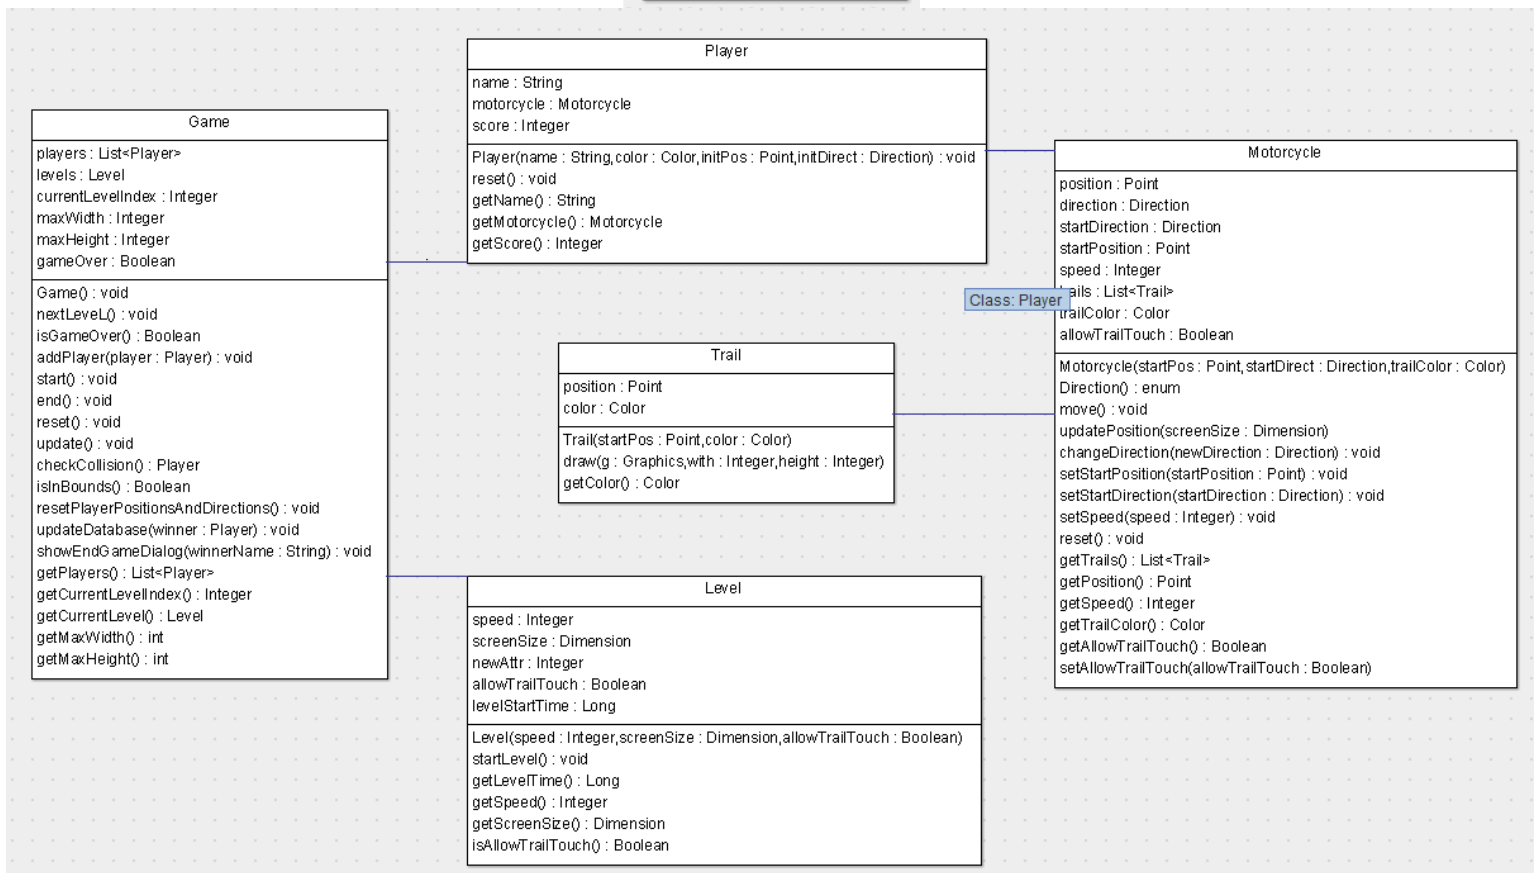 Player
name : String
motorcycle : Motorcycle
score : Integer
Player(name : String,color : Color,initPos : Point,initDirect : Direction) : void
reset() : void
getName() : String
getMotorcycle() : Motorcycle
getScore() : Integer
Game
players : List<Player>
levels : Level
currentLevelIndex : Integer
maxWidth : Integer
maxHeight : Integer
gameOver : Boolean
Game() : void
nextLeveL() : void
isGameOver() : Boolean
addPlayer(player : Player) : void
start() : void
end() : void
reset() : void
update() : void
checkCollision() : Player
isInBounds() : Boolean
resetPlayerPositionsAndDirections() : void
updateDatabase(winner : Player) : void
showEndGameDialog(winnerName : String) : void
getPlayers() : List<Player>
getCurrentLevelIndex() : Integer
getCurrentLevel() : Level
getMaxWidth() : int
getMaxHeight() : int
Motorcycle
position : Point
direction : Direction
startDirection : Direction
startPosition : Point
speed : Integer
ails : List<Trail>
trailColor : Color
allowTrailTouch : Boolean
Motorcycle(startPos : Point,startDirect : Direction,trailColor : Color)
Direction() : enum
move() : void
updatePosition(screenSize : Dimension)
changeDirection(newDirection : Direction) : void
setStartPosition(startPosition : Point) : void
setStartDirection(startDirection : Direction) : void
setSpeed(speed : Integer) : void
reset() : void
getTrails() : List<Trail>
getPosition() : Point
getSpeed() : Integer
getTrailColor() : Color
getAllowTrailTouch() : Boolean
setAllowTrailTouch(allowTrailTouch : Boolean)
Class: Player
Trail
position : Point
color : Color
Trail(startPos : Point,color : Color)
draw(g : Graphics,with : Integer,height : Integer)
getColor() : Color
Level
speed : Integer
screenSize : Dimension
newAttr : Integer
allowTrailTouch : Boolean
levelStartTime : Long
Level(speed : Integer,screenSize : Dimension,allowTrailTouch : Boolean)
startLevel() : void
getLevelTime() : Long
getSpeed() : Integer
getScreenSize() : Dimension
isAllowTrailTouch() : Boolean